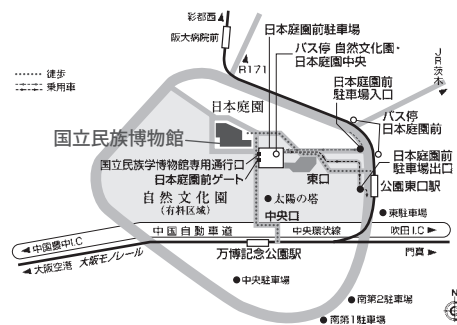 彩都西
阪大病院前
日本庭園前駐車場
バス停 自然文化園・
日本庭園中央
R171
JR茨木
徒歩
乗用車
日本庭園前
駐車場入口
日本庭園
バス停
日本庭園前
国立民族博物館
国立民族学博物館専用通行口
日本庭園前ゲート
日本庭園前
駐車場出口
東口
公園東口駅
自然文化園
(有料区域)
太陽の塔
中央口
東駐車場
中国自動車道
中央環状線
吹田I.C
中国豊中I.C
大阪空港
大阪モノレール
万博記念公園駅
門真
中央駐車場
南第2駐車場
南第1駐車場
N